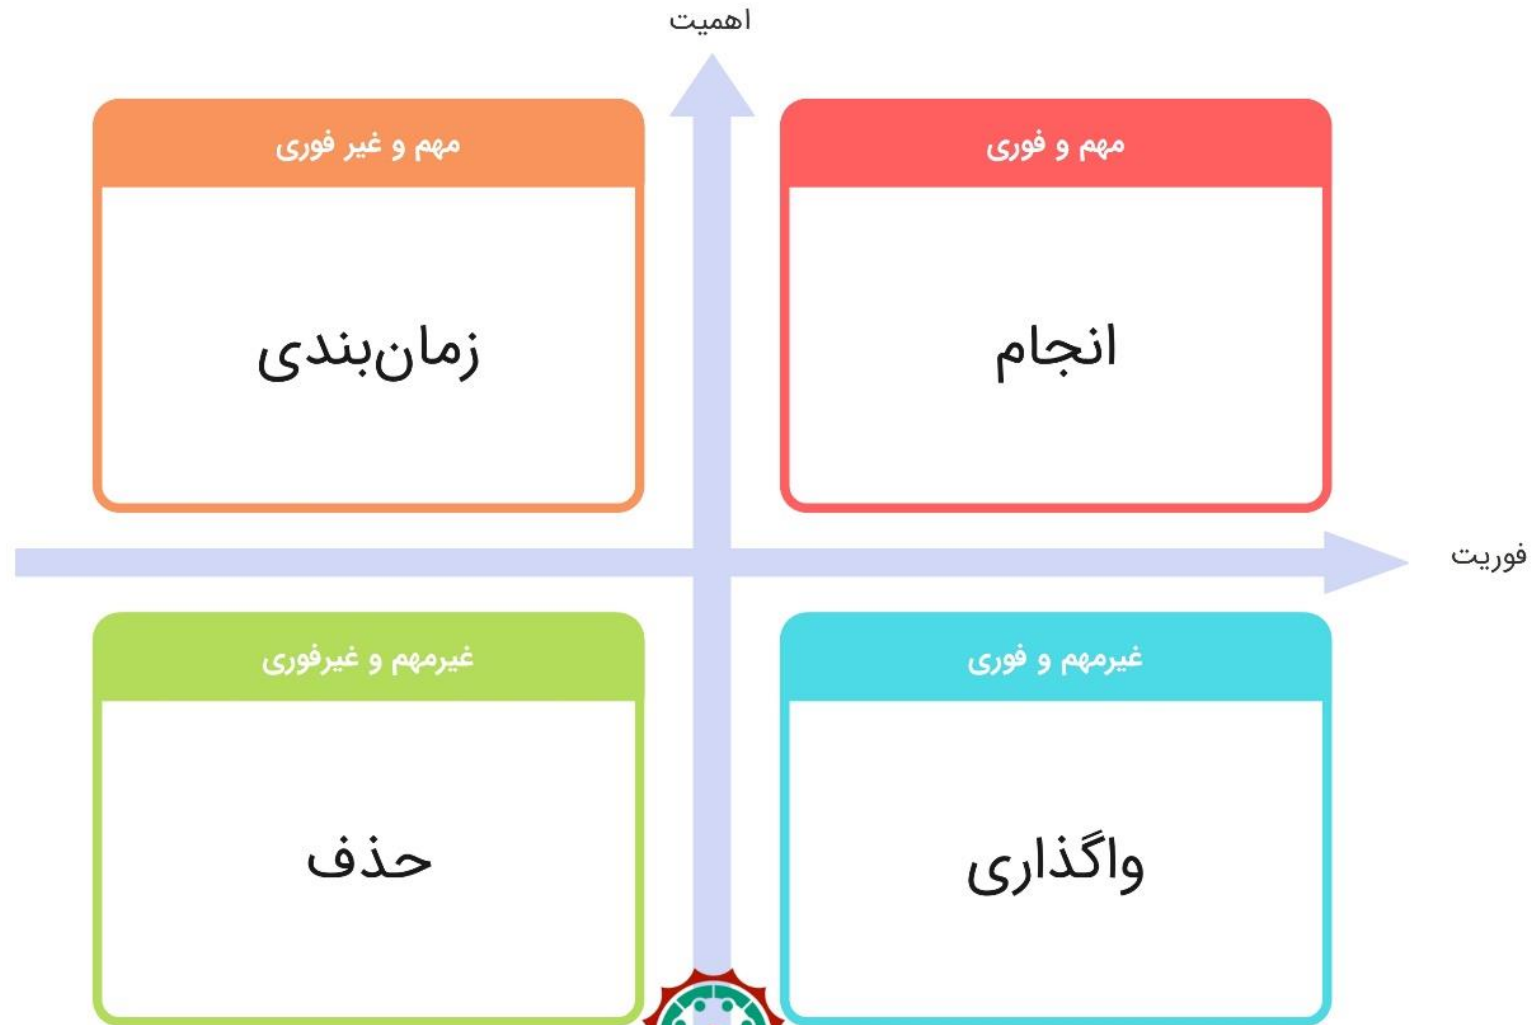 اهمیت
مهم و فوری
انجام
مهم و غیر فوری
زمان‌بندی
فوریت
غیرمهم و فوری
واگذاری
غیرمهم و غیرفوری
حذف